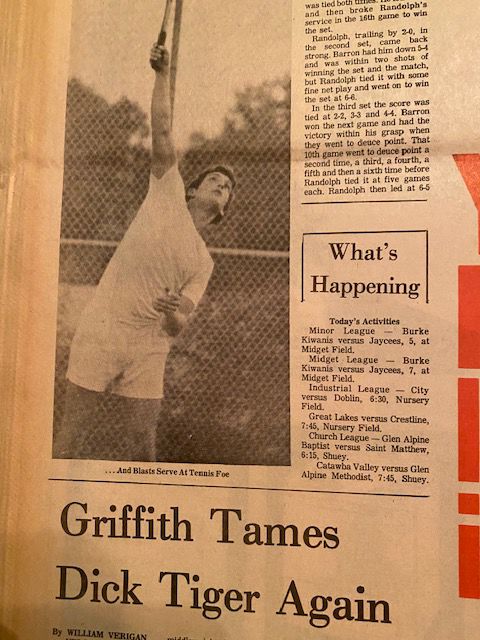 was tied both times. He
and then broke Randolph's
service in the 16th game to win
the set.
Randolph, trailing by 2-0, in
the second set, came back
strong. Barron had him down 5-4
and was within two shots of
winning the set and the match,
but Randolph tied it with some
fine net play and went on to win
the set at 6-6.
In the third set the score was
tied at 2-2, 3-3 and 4-4. Barron
won the next game and had the
victory within his grasp when
they went to deuce point. That
10th game went to deuce point a
second time, a third, a fourth, a
fifth and then a sixth time before
Randolph tied it at five games
each. Randolph then led at 6-5
What's
Happening
Today's Activities
Minor League — Burke
Kiwanis versus Jaycees, 5, at
Midget Field.
Midget League — Burke
Kiwanis versus Jaycees, 7, at
Midget Field.
Industrial League — City
versus Doblin, 6:30, Nursery
Field.
Great Lakes versus Crestline,
7:45, Nursery Field.
Church League — Glen Alpine
Baptist versus Saint Matthew,
6:15, Shuey.
Catawba Valley versus Glen
Alpine Methodist, 7:45, Shuey.
...And Blasts Serve At Tennis Foe
Griffith Tames
Dick Tiger Again
By WILLIAM VERIGAN